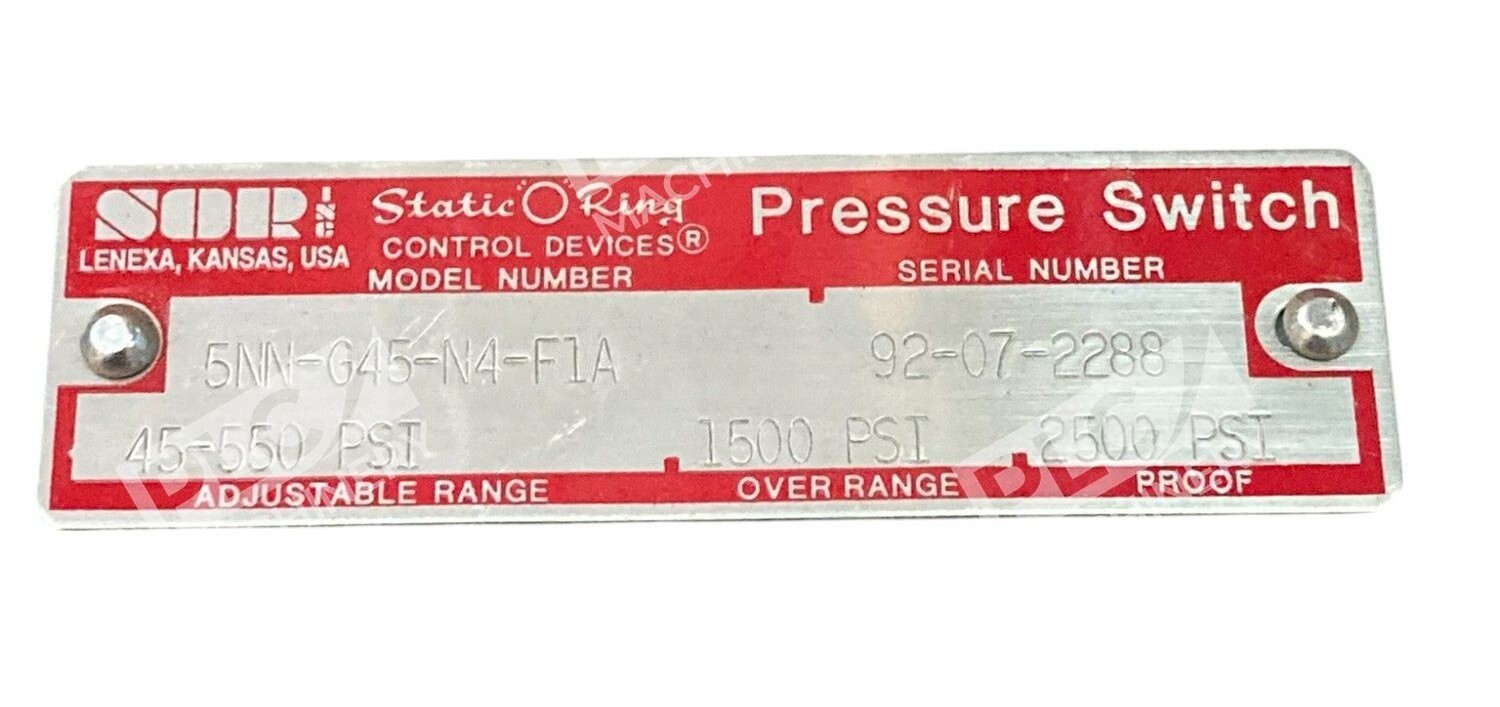 SOR INC
LENEXA, KANSAS, USA
Static "O" Ring
CONTROL DEVICES®
Pressure Switch
MODEL NUMBER
SERIAL NUMBER
5NN-G45-N4-F1A
92-07-2288
45-550 PSI
1500 PSI
2500 PSI
ADJUSTABLE RANGE
OVER RANGE
PROOF